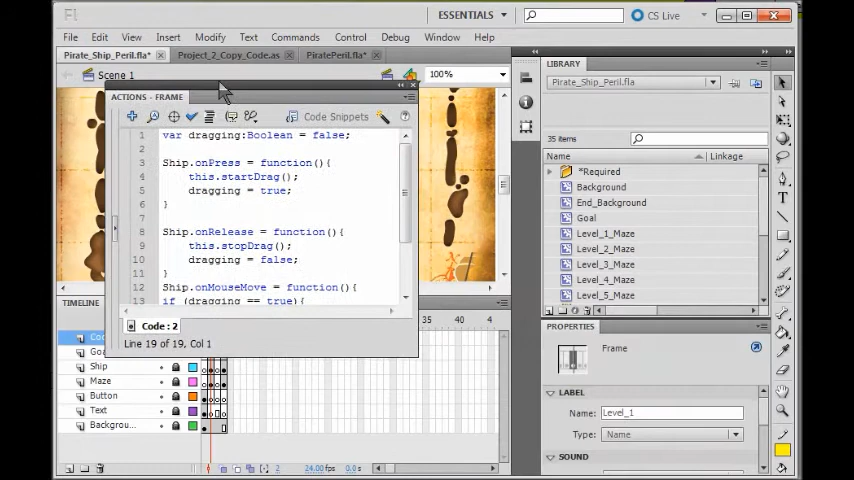 Fl
ESSENTIALS
CS Live
File Edit View Insert Modify Text Commands Control Debug Window Help
Pirate_Ship_Peril.fla* Project_2_Copy_Code.as PiratePeril.fla*
Scene 1
100%
ACTIONS - FRAME
Code Snippets
1 var dragging:Boolean = false;
2
3 Ship.onPress = function(){
4 this.startDrag();
5 dragging = true;
6 }
7
8 Ship.onRelease = function(){
9 this.stopDrag();
10 dragging = false;
11 }
12 Ship.onMouseMove = function(){
13 if (dragging == true){
Code : 2
Line 19 of 19, Col 1
TIMELINE
35 40 4
Ship
Maze
Button
Text
Backgrou...
2 24.00 fps 0.0 s
LIBRARY
Pirate_Ship_Peril.fla
35 items
Name Linkage
*Required
Background
End_Background
Goal
Level_1_Maze
Level_2_Maze
Level_3_Maze
Level_4_Maze
Level_5_Maze
PROPERTIES
Frame
LABEL
Name: Level_1
Type: Name
SOUND